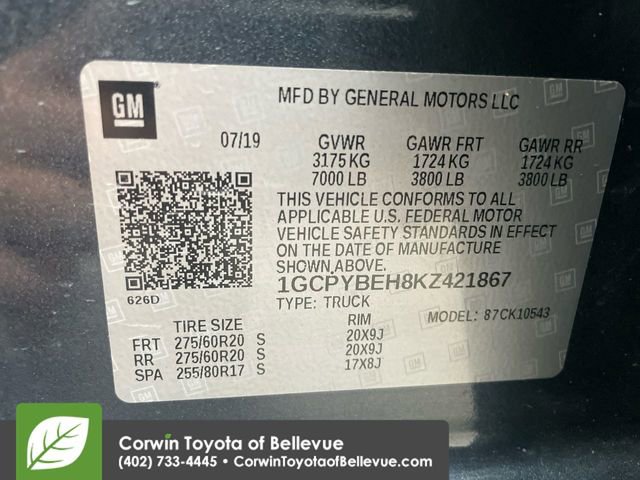 GM
MFD BY GENERAL MOTORS LLC
07/19 GVWR GAWR FRT GAWR RR
3175 KG 1724 KG 1724 KG
7000 LB 3800 LB 3800 LB
THIS VEHICLE CONFORMS TO ALL
APPLICABLE U.S. FEDERAL MOTOR
VEHICLE SAFETY STANDARDS IN EFFECT
ON THE DATE OF MANUFACTURE
SHOWN ABOVE.
1GCPYBEH8KZ421867
626D
TYPE: TRUCK
MODEL: 87CK10543
TIRE SIZE RIM
FRT 275/60R20 S 20X9J
RR 275/60R20 S 20X9J
SPA 255/80R17 S 17X8J
Corwin Toyota of Bellevue
(402) 733-4445 • CorwinToyotaofBellevue.com